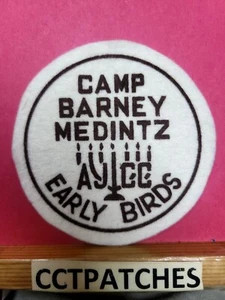 CAMP
BARNEY
MEDINTZ
AJCC
EARLY BIRDS
CCTPATCHES